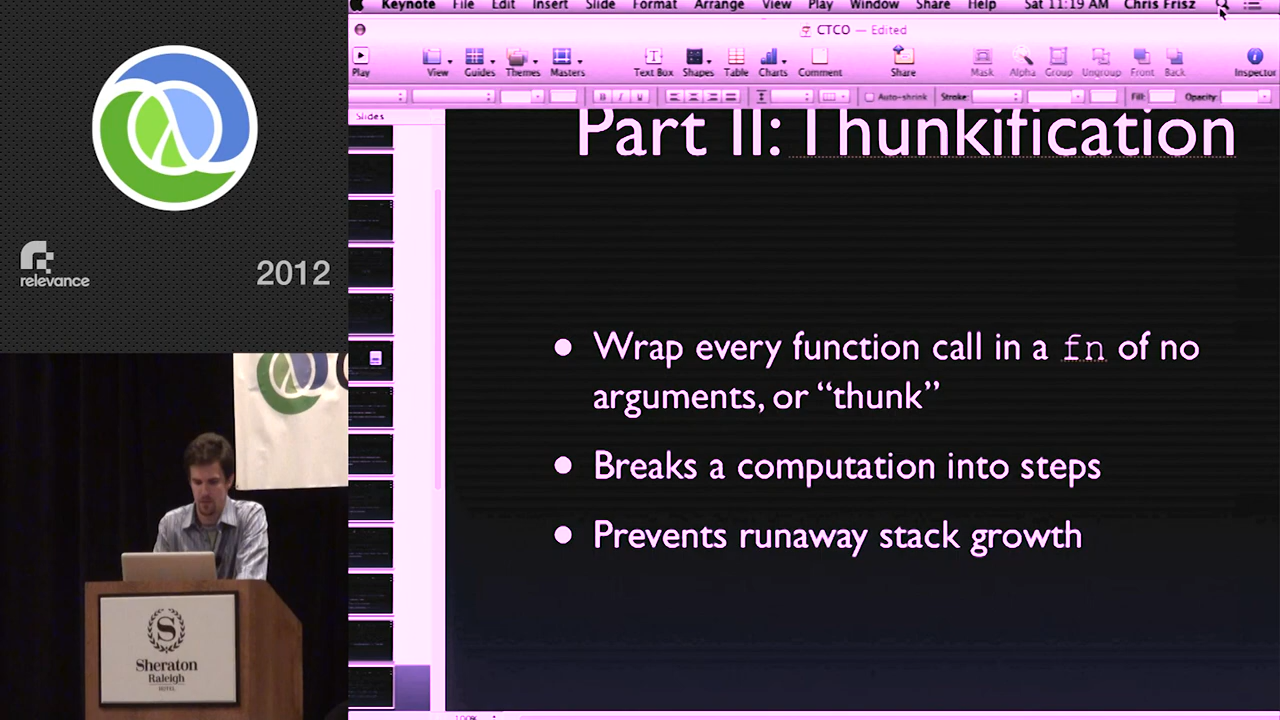 Keynote File Edit Insert Slide Format Arrange View Play Window Share Help Sat 11:19 AM Chris Frisz
CTCO — Edited
Play View Guides Themes Masters Text Box Shapes Table Charts Comment Share Mask Alpha Group Ungroup Front Back Inspector
B I U Auto-shrink Stroke: Fill: Opacity:
Slides
Part II: Thunkification
• Wrap every function call in a fn of no
arguments, or “thunk”
• Breaks a computation into steps
• Prevents runaway stack growth
100%
relevance
2012
S
Sheraton
Raleigh
HOTEL